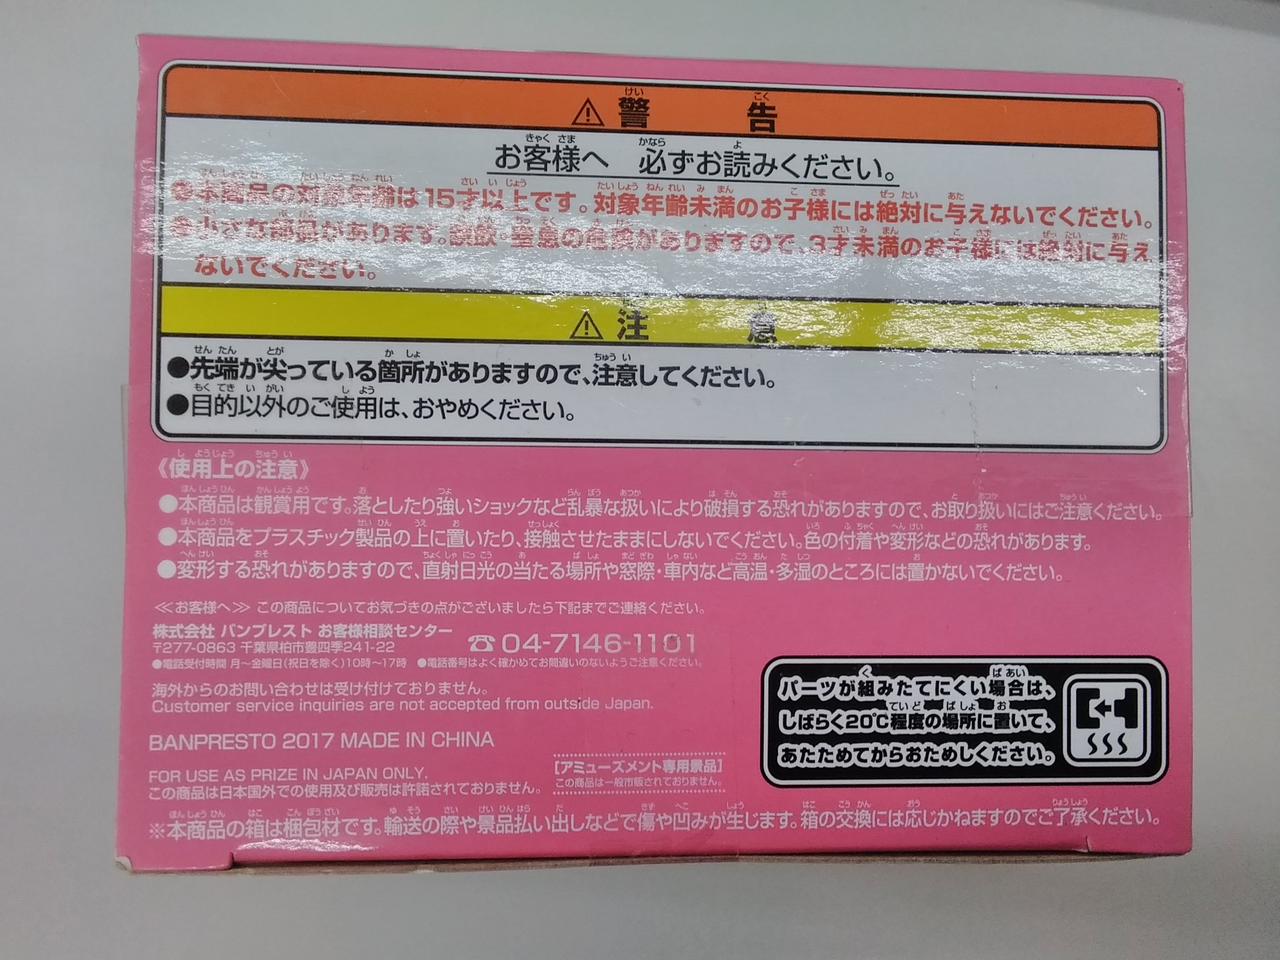 ⚠警告
お客様へ 必ずお読みください。
●本商品の対象年齢は15才以上です。対象年齢未満のお子様には絶対に与えないでください。
●小さな部品があります。誤飲・窒息の危険がありますので、3才未満のお子様には絶対に与え
ないでください。
⚠注意
●先端が尖っている箇所がありますので、注意してください。
●目的以外のご使用は、おやめください。
《使用上の注意》
●本商品は観賞用です。落としたり強いショックなど乱暴な扱いにより破損する恐れがありますので、お取り扱いにはご注意ください。
●本商品をプラスチック製品の上に置いたり、接触させたままにしないでください。色の付着や変形などの恐れがあります。
●変形する恐れがありますので、直射日光の当たる場所や窓際・車内など高温・多湿のところには置かないでください。
≪お客様へ≫ この商品についてお気づきの点がございましたら下記までご連絡ください。
株式会社 バンプレスト お客様相談センター
〒277-0863 千葉県柏市豊四季241-22
☎04-7146-1101
●電話受付時間 月～金曜日(祝日を除く)10時～17時 ●電話番号はよく確かめてお間違いのないようご注意ください。
海外からのお問い合わせは受け付けておりません。
Customer service inquiries are not accepted from outside Japan.
BANPRESTO 2017 MADE IN CHINA
FOR USE AS PRIZE IN JAPAN ONLY.
この商品は日本国外での使用及び販売は許諾されておりません。
[アミューズメント専用景品]
この商品は一般市販されておりません。
パーツが組みたてにくい場合は、
しばらく20℃程度の場所に置いて、
あたためてからおためしください。
※本商品の箱は梱包材です。輸送の際や景品払い出しなどで傷や凹みが生じます。箱の交換には応じかねますのでご了承ください。